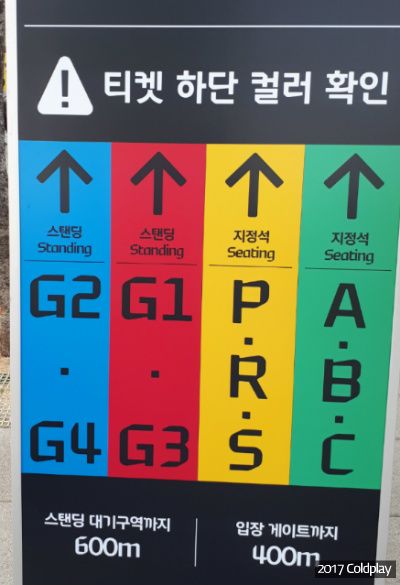 티켓 하단 컬러 확인
스탠딩 스탠딩 지정석 지정석
Standing Standing Seating Seating
G2 G1 P A
· · · ·
R B
· ·
G4 G3 S C
스탠딩 대기구역까지 입장 게이트까지
600m 400m
2017 Coldplay